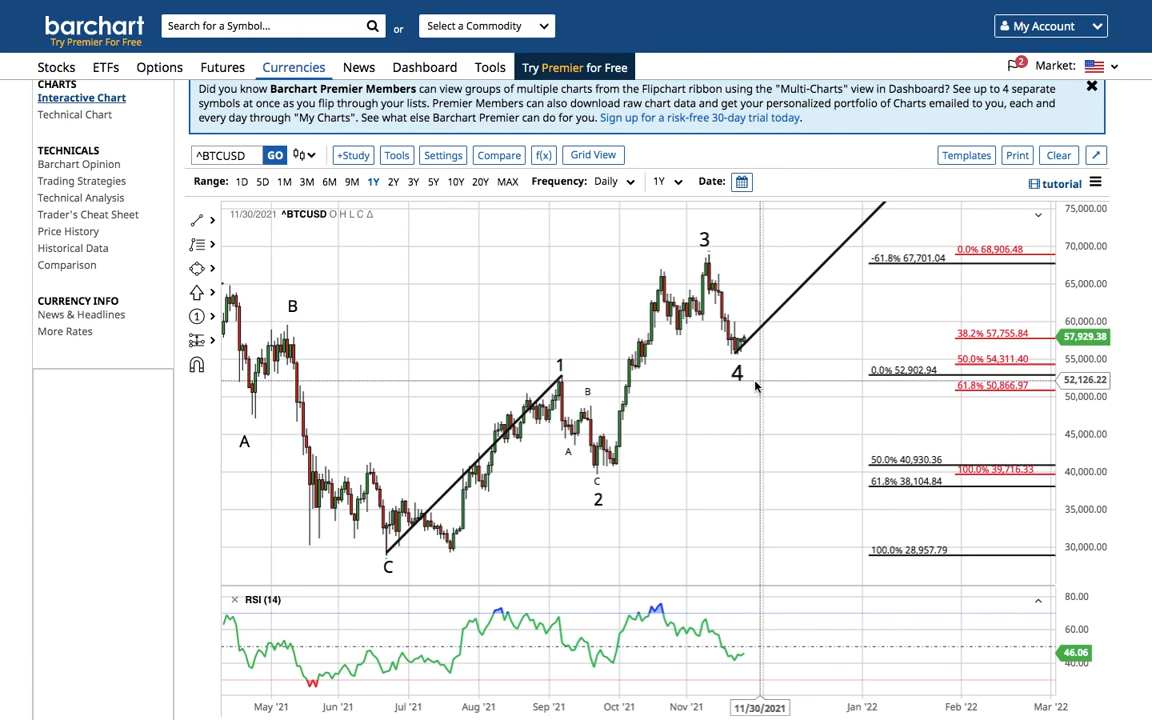 barchart
Try Premier For Free
Search for a Symbol...
or
Select a Commodity
My Account
Stocks ETFs Options Futures Currencies News Dashboard Tools Try Premier for Free
2 Market:
CHARTS
Interactive Chart
Technical Chart
TECHNICALS
Barchart Opinion
Trading Strategies
Technical Analysis
Trader's Cheat Sheet
Price History
Historical Data
Comparison
CURRENCY INFO
News & Headlines
More Rates
Did you know Barchart Premier Members can view groups of multiple charts from the Flipchart ribbon using the "Multi-Charts" view in Dashboard? See up to 4 separate
symbols at once as you flip through your lists. Premier Members can also download raw chart data and get your personalized portfolio of Charts emailed to you, each and
every day through "My Charts". See what else Barchart Premier can do for you. Sign up for a risk-free 30-day trial today.
^BTCUSD GO +Study Tools Settings Compare f(x) Grid View Templates Print Clear
Range: 1D 5D 1M 3M 6M 9M 1Y 2Y 3Y 5Y 10Y 20Y MAX Frequency: Daily 1Y Date:
tutorial
11/30/2021 ^BTCUSD O H L C Δ
75,000.00
3
70,000.00
0.0% 68,906.48
-61.8% 67,701.04
65,000.00
B
60,000.00
38.2% 57,755.84
57,929.38
50.0% 54,311.40
55,000.00
1
4
0.0% 52,902.94
52,126.22
61.8% 50,866.97
B
50,000.00
A
45,000.00
A
50.0% 40,930.36
100.0% 39,716.33
40,000.00
C
61.8% 38,104.84
2
35,000.00
100.0% 28,957.79
30,000.00
C
RSI (14)
80.00
60.00
46.06
40.00
May '21 Jun '21 Jul '21 Aug '21 Sep '21 Oct '21 Nov '21 11/30/2021 Jan '22 Feb '22 Mar '22